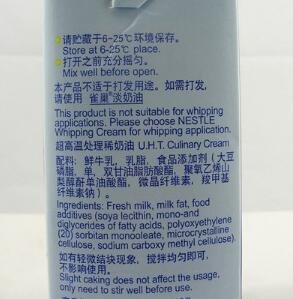 请贮藏于6-25℃环境保存。
Store at 6-25℃ place.
打开之前充分摇匀。
Mix well before open.
本产品不适于打发用途。如需打发，
请使用 雀巢淡奶油
This product is not suitable for whipping
applications. Please choose NESTLE
Whipping Cream for whipping application.
超高温处理稀奶油 U.H.T. Culinary Cream
配料：鲜牛乳，乳脂，食品添加剂（大豆
磷脂，单，双甘油脂肪酸酯，聚氧乙烯山
梨醇酐单油酸酯，微晶纤维素，羧甲基
纤维素钠）。
Ingredients: Fresh milk, milk fat, food
additives (soya lecithin, mono-and
diglycerides of fatty acids, polyoxyethylene
(20) sorbitan monooleate, microcrystalline
cellulose, sodium carboxy methyl cellulose).
如有轻微结块现象，搅拌均匀即可，
不影响使用。
Slight caking does not affect the usage,
only need to stir well before use.